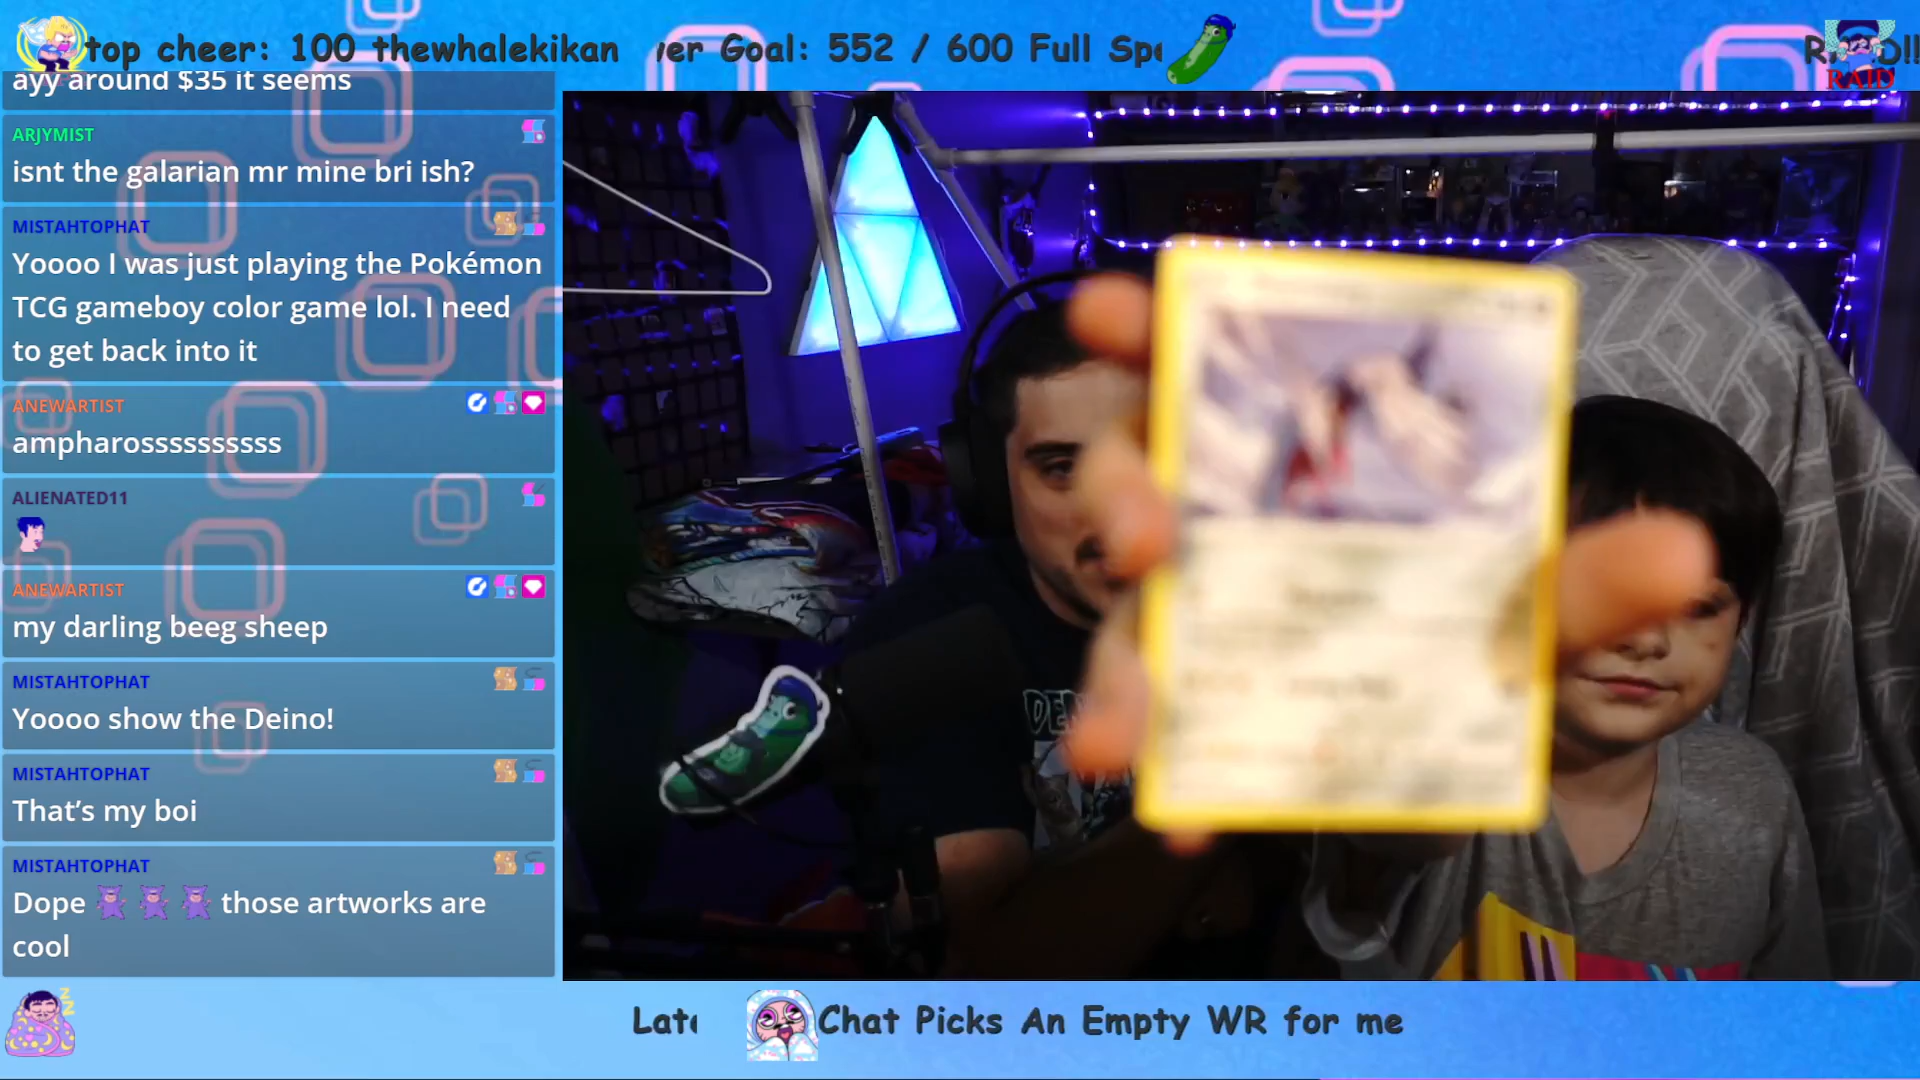 top cheer: 100 thewhalekikan
er Goal: 552 / 600 Full Sp
RAID
ayy around $35 it seems
ARJYMIST
isnt the galarian mr mine bri ish?
MISTAHTOPHAT
Yoooo I was just playing the Pokémon
TCG gameboy color game lol. I need
to get back into it
ANEWARTIST
ampharossssssssss
ALIENATED11
ANEWARTIST
my darling beeg sheep
MISTAHTOPHAT
Yoooo show the Deino!
MISTAHTOPHAT
That's my boi
MISTAHTOPHAT
Dope those artworks are
cool
Chat Picks An Empty WR for me